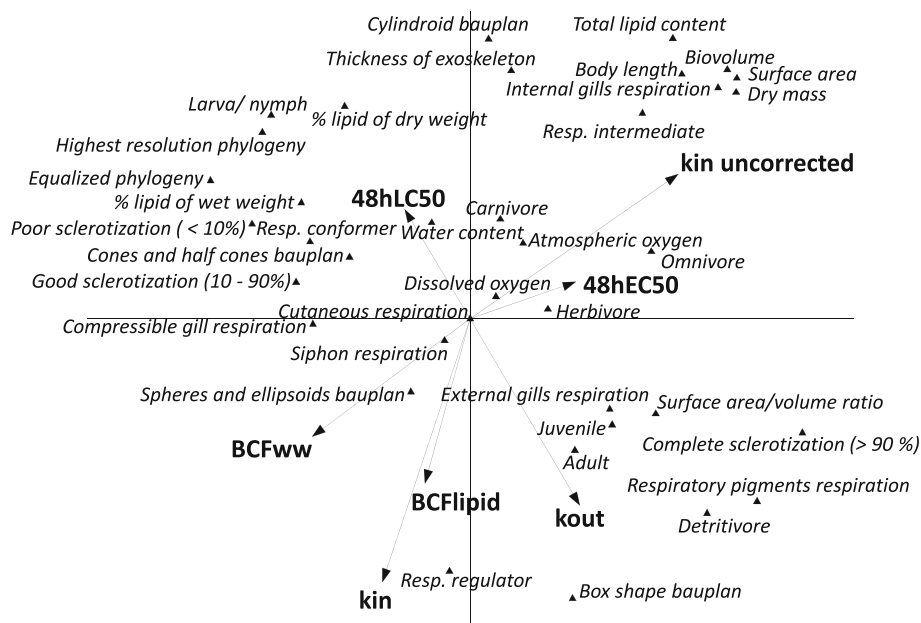 Cylindroid bauplan
Total lipid content
Thickness of exoskeleton
Biovolume
Body length
Surface area
Internal gills respiration
Dry mass
Larva/ nymph
% lipid of dry weight
Resp. intermediate
Highest resolution phylogeny
kin uncorrected
Equalized phylogeny
48hLC50
% lipid of wet weight
Carnivore
Poor sclerotization ( < 10%)
Resp. conformer
Water content
Atmospheric oxygen
Cones and half cones bauplan
Omnivore
Good sclerotization (10 - 90%)
Dissolved oxygen
48hEC50
Cutaneous respiration
Herbivore
Compressible gill respiration
Siphon respiration
Spheres and ellipsoids bauplan
External gills respiration
Surface area/volume ratio
Juvenile
Complete sclerotization (> 90 %)
BCFww
Adult
Respiratory pigments respiration
BCFlipid
kout
Detritivore
Resp. regulator
kin
Box shape bauplan